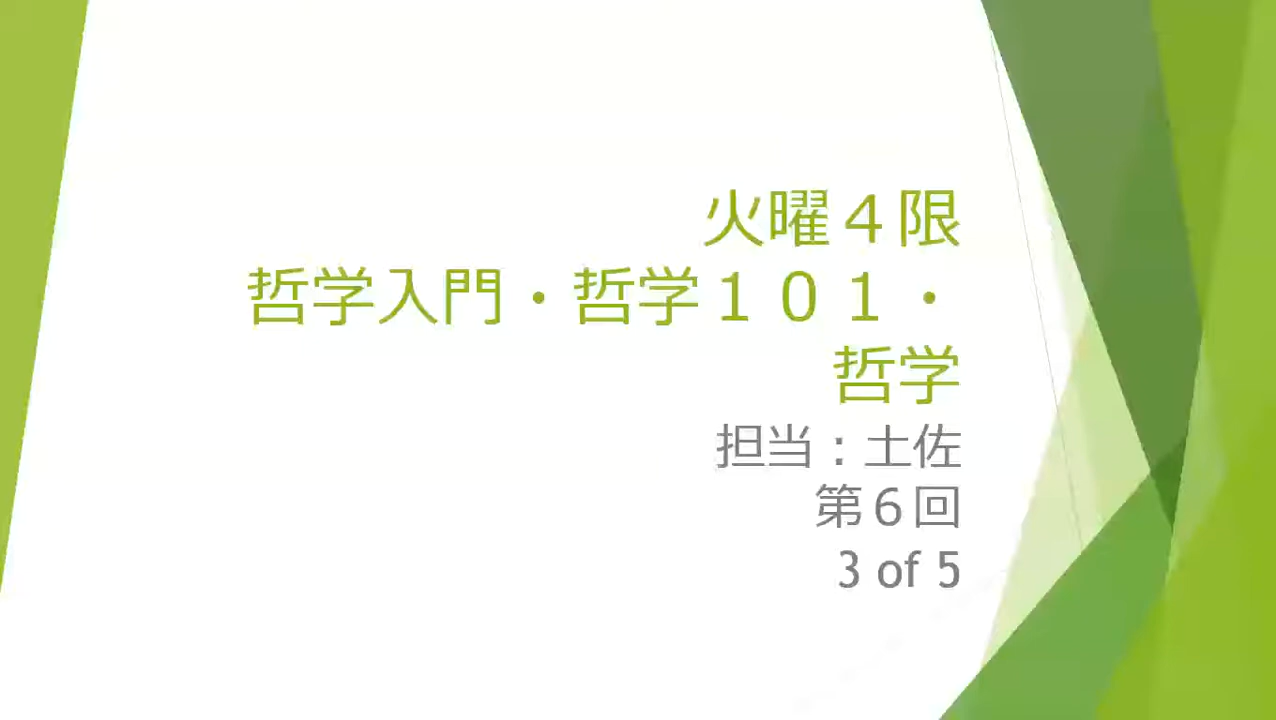 火曜４限
哲学入門・哲学１０１・
哲学
担当：土佐
第６回
3 of 5